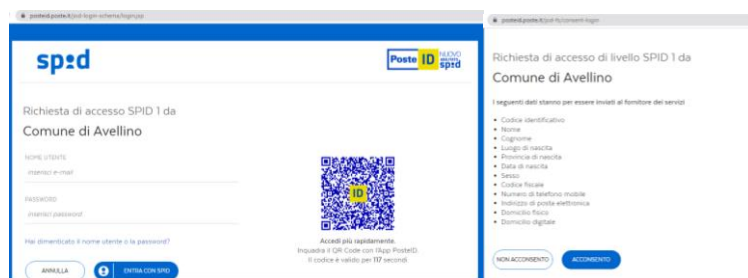 posteid.poste.it/jod-login-schema/login.jsp
sp:d
Poste ID NUOVO
spid
Richiesta di accesso SPID 1 da
Comune di Avellino
NOME UTENTE
inserisci e-mail
PASSWORD
inserisci password
Hai dimenticato il nome utente o la password?
ANNULLA
ENTRA CON SPID
ID
Accedi più rapidamente.
Inquadra il QR Code con l'App PosteID.
Il codice è valido per 117 secondi
posteid.poste.it/jod-fs/consent-login
Richiesta di accesso di livello SPID 1 da
Comune di Avellino
I seguenti dati stanno per essere inviati al fornitore dei servizi
Codice identificativo
Nome
Cognome
Luogo di nascita
Provincia di nascita
Data di nascita
Sesso
Codice fiscale
Numero di telefono mobile
Indirizzo di posta elettronica
Domicilio fisico
Domicilio digitale
NON ACCONSENTO
ACCONSENTO